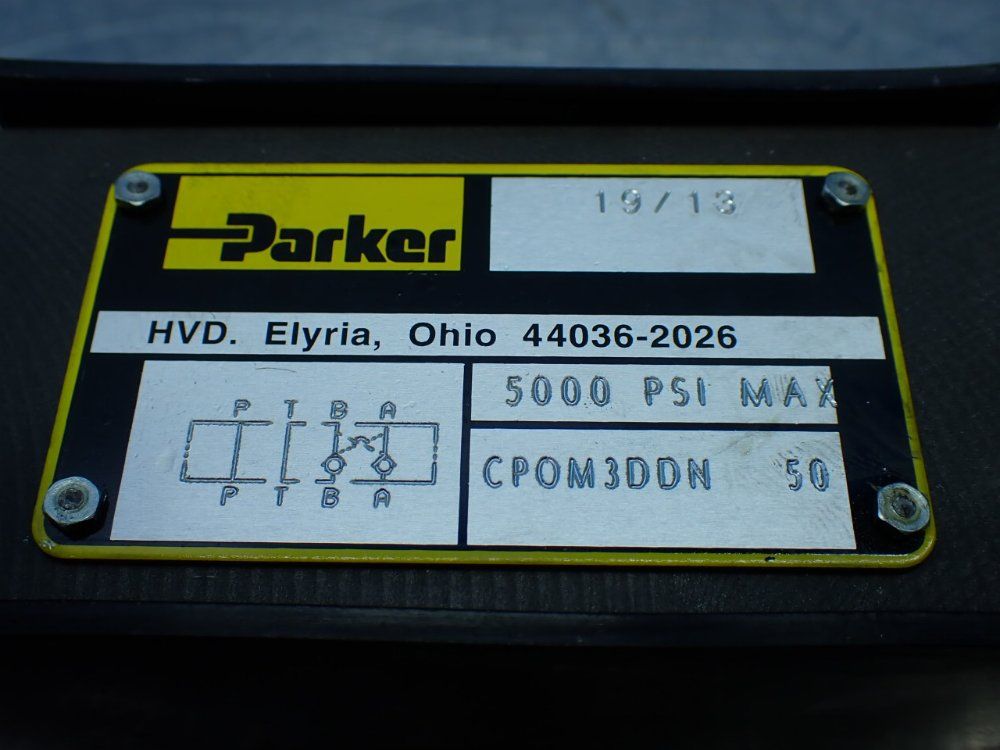 Parker
19/13
HVD. Elyria, Ohio 44036-2026
P T B A
P T B A
5000 PSI MAX
CPOM3DDN 50